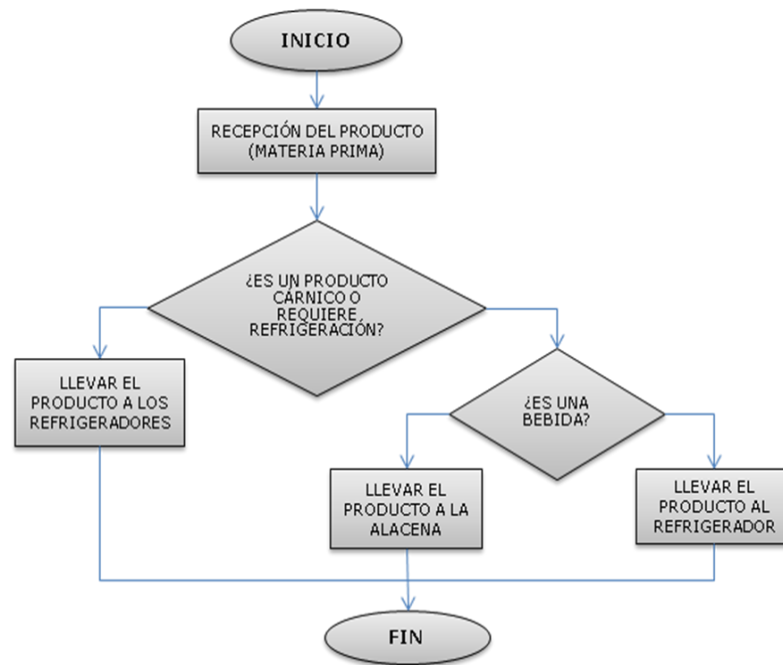 INICIO
RECEPCIÓN DEL PRODUCTO
(MATERIA PRIMA)
¿ES UN PRODUCTO
CÁRNICO O
REQUIERE
REFRIGERACIÓN?
LLEVAR EL
PRODUCTO A LOS
REFRIGERADORES
¿ES UNA
BEBIDA?
LLEVAR EL
PRODUCTO A LA
ALACENA
LLEVAR EL
PRODUCTO AL
REFRIGERADOR
FIN